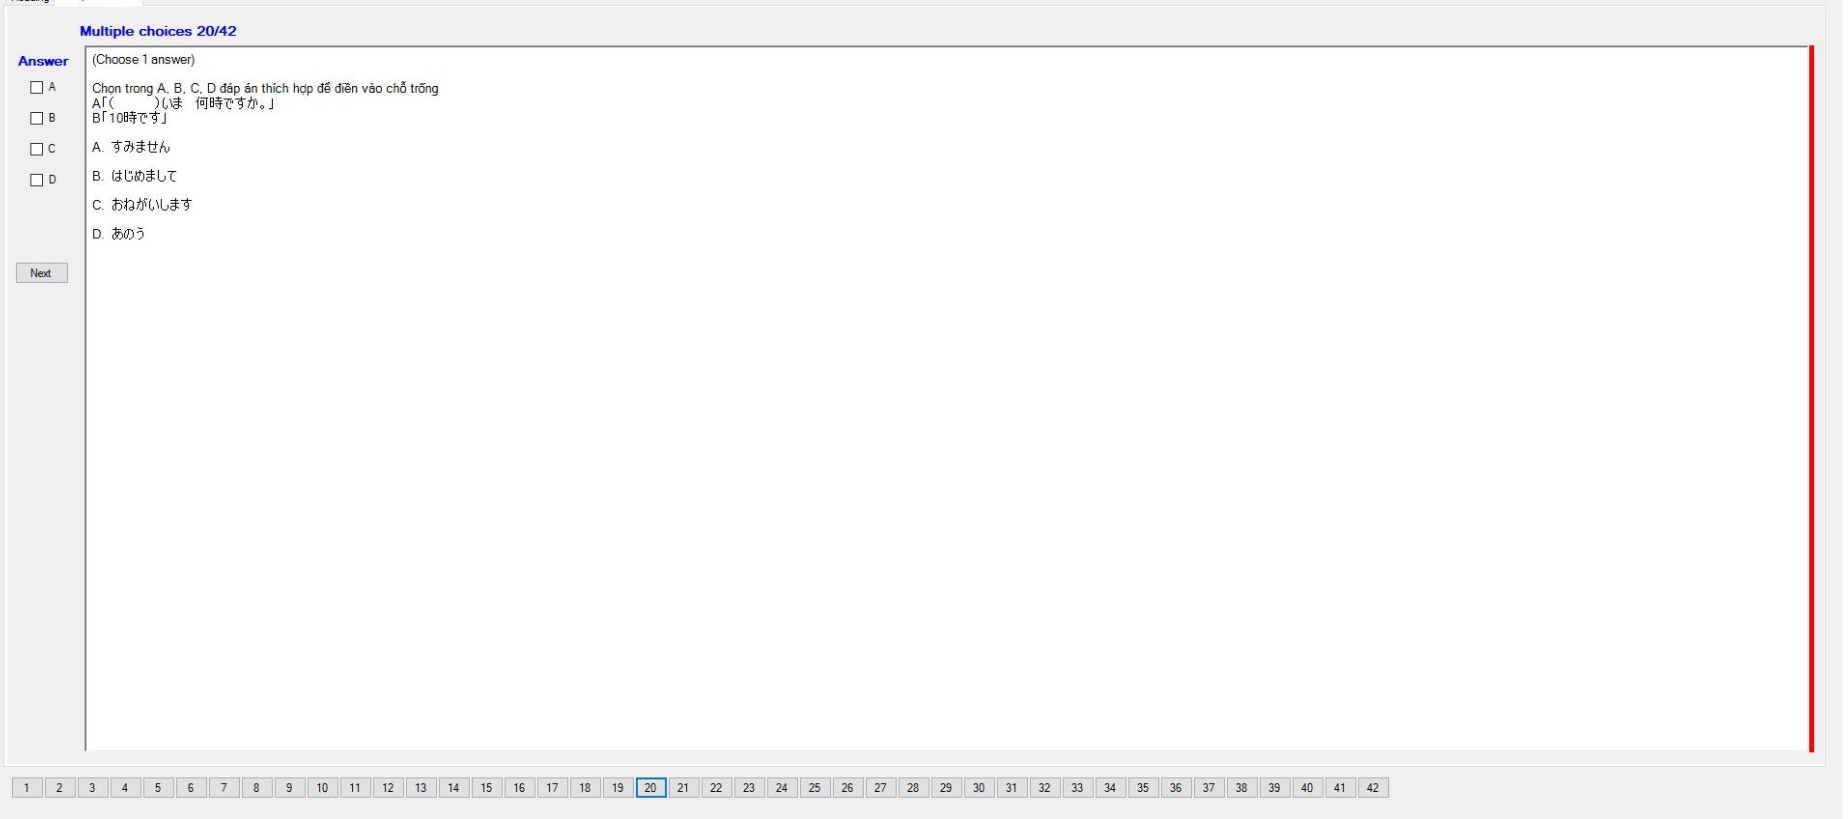 Multiple choices 20/42
Answer
(Choose 1 answer)
A
B
C
D
Chọn trong A, B, C, D đáp án thích hợp để điền vào chỗ trống
A「(　　　)いま　何時ですか。」
B「10時です」
A. すみません
B. はじめまして
C. おねがいします
D. あのう
Next
1 2 3 4 5 6 7 8 9 10 11 12 13 14 15 16 17 18 19 20 21 22 23 24 25 26 27 28 29 30 31 32 33 34 35 36 37 38 39 40 41 42